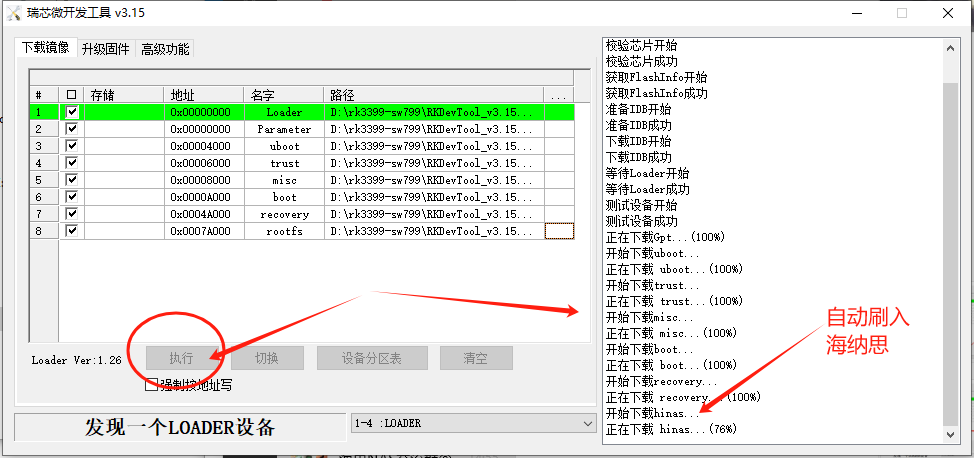 瑞芯微开发工具 v3.15
下载镜像 升级固件 高级功能
# 存储 地址 名字 路径 ...
1 0x00000000 Loader D:\rk3399-sw799\RKDevTool_v3.15...
2 0x00000000 Parameter D:\rk3399-sw799\RKDevTool_v3.15...
3 0x00004000 uboot D:\rk3399-sw799\RKDevTool_v3.15...
4 0x00006000 trust D:\rk3399-sw799\RKDevTool_v3.15...
5 0x00008000 misc D:\rk3399-sw799\RKDevTool_v3.15...
6 0x0000A000 boot D:\rk3399-sw799\RKDevTool_v3.15...
7 0x0004A000 recovery D:\rk3399-sw799\RKDevTool_v3.15...
8 0x0007A000 rootfs D:\rk3399-sw799\RKDevTool_v3.15...
Loader Ver:1.26 执行 切换 设备分区表 清空
强制按地址写
发现一个LOADER设备 1-4 :LOADER
校验芯片开始
校验芯片成功
获取FlashInfo开始
获取FlashInfo成功
准备IDB开始
准备IDB成功
下载IDB开始
下载IDB成功
等待Loader开始
等待Loader成功
测试设备开始
测试设备成功
正在下载Gpt...(100%)
开始下载uboot...
正在下载 uboot...(100%)
开始下载trust...
正在下载 trust...(100%)
开始下载misc...
正在下载 misc...(100%)
开始下载boot...
正在下载 boot...(100%)
开始下载recovery...
正在下载 recovery...(100%)
开始下载hinas...
正在下载 hinas...(76%)
自动刷入
海纳思